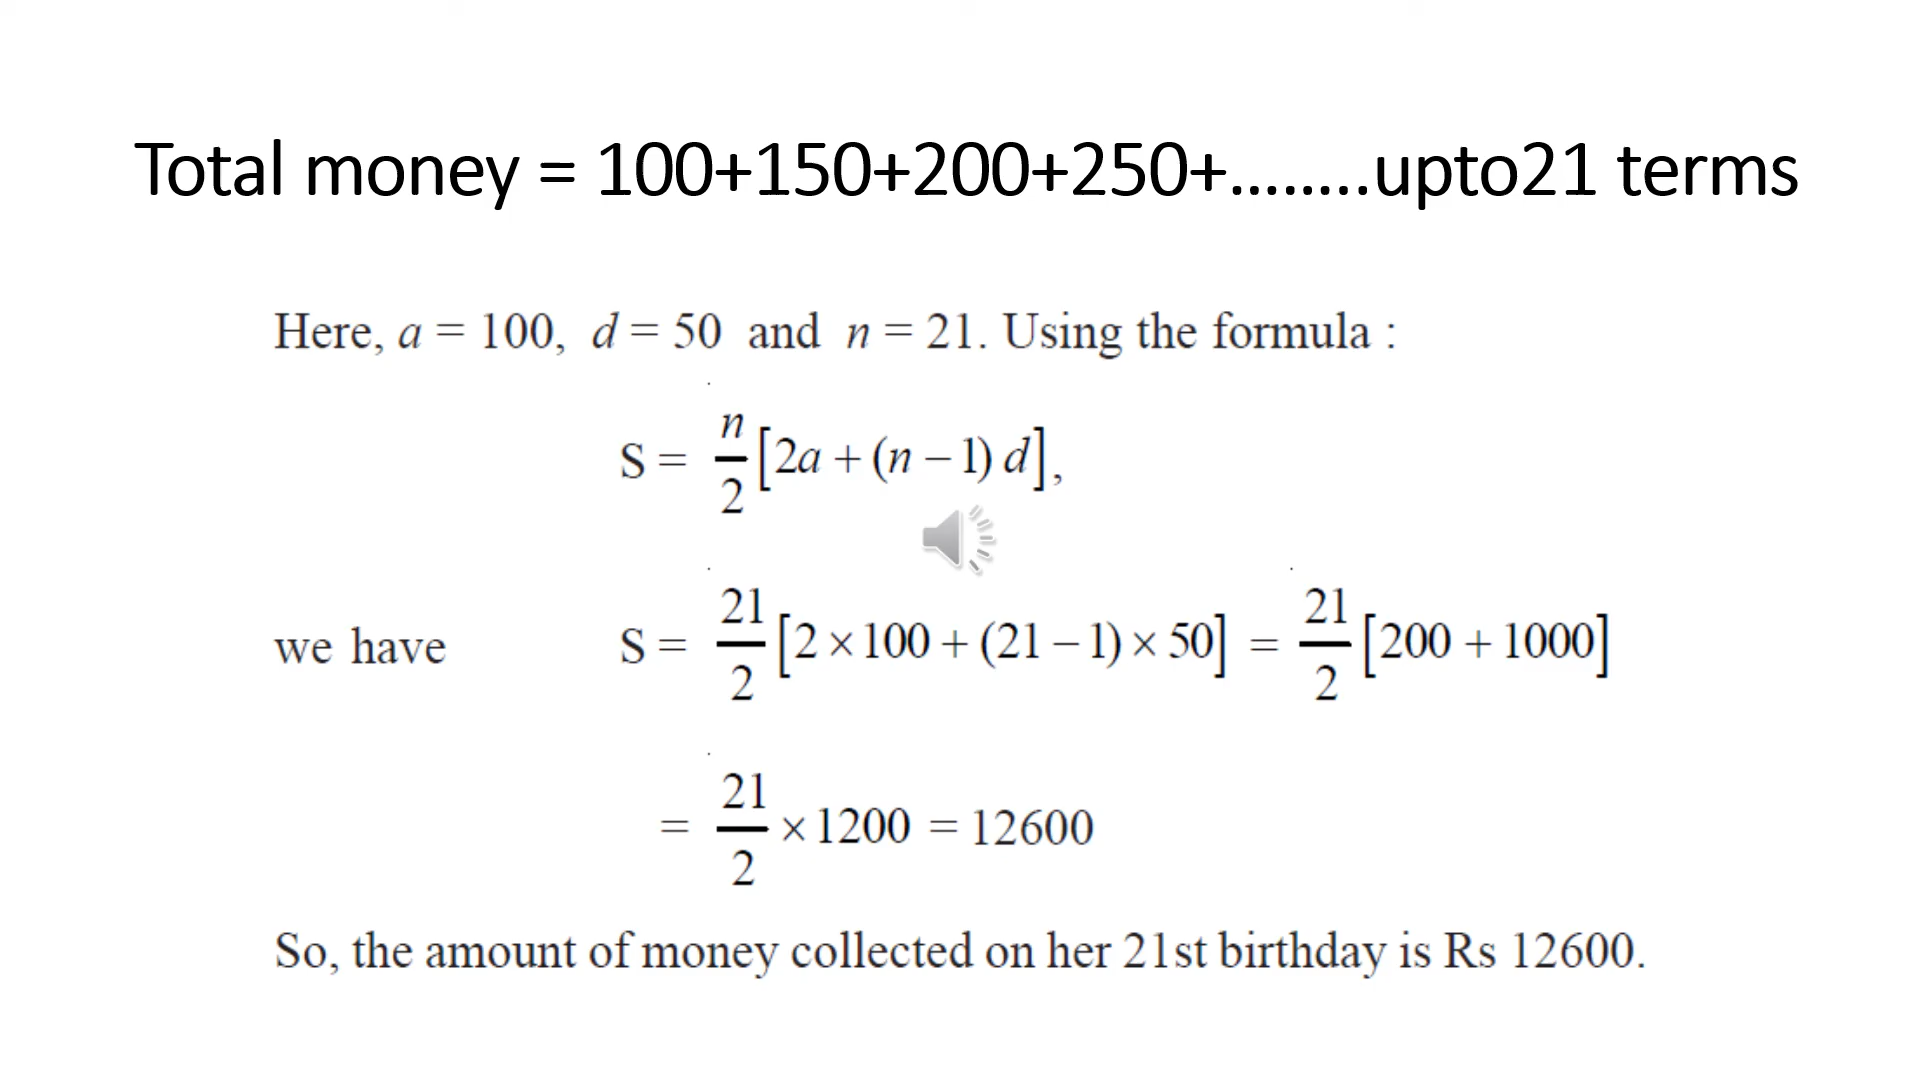 Total money = 100+150+200+250+........upto21 terms
Here, a = 100, d = 50 and n = 21. Using the formula :
S = n/2 [2a + (n – 1) d],
we have S = 21/2 [2 × 100 + (21 – 1) × 50] = 21/2 [200 + 1000]
= 21/2 × 1200 = 12600
So, the amount of money collected on her 21st birthday is Rs 12600.